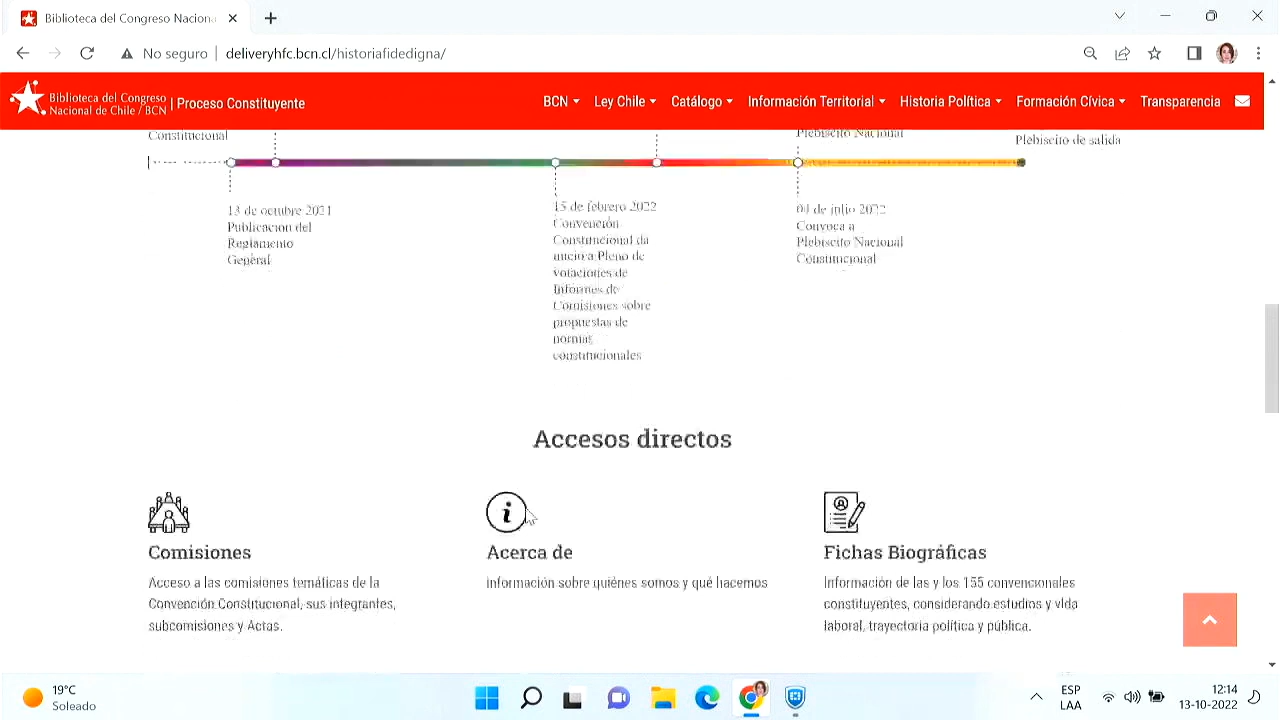 Biblioteca del Congreso Naciona
No seguro
deliveryhfc.bcn.cl/historiafidedigna/
Biblioteca del Congreso
Nacional de Chile / BCN
| Proceso Constituyente
BCN
Ley Chile
Catálogo
Información Territorial
Historia Política
Formación Cívica
Transparencia
Constitucional
Plebiscito Nacional
Plebiscito de salida
13 de octubre 2021
Publicación del
Reglamento
General
15 de febrero 2022
Convención
Constitucional da
inicio a Pleno de
votaciones de
Informes de
Comisiones sobre
propuestas de
normas
constitucionales
04 de julio 2022
Convoca a
Plebiscito Nacional
Constitucional
Accesos directos
Comisiones
Acceso a las comisiones temáticas de la
Convención Constitucional, sus integrantes,
subcomisiones y Actas.
Acerca de
información sobre quiénes somos y qué hacemos
Fichas Biográficas
Información de las y los 155 convencionales
constituyentes, considerando estudios y vida
laboral, trayectoria política y pública.
19°C
Soleado
ESP
LAA
12:14
13-10-2022